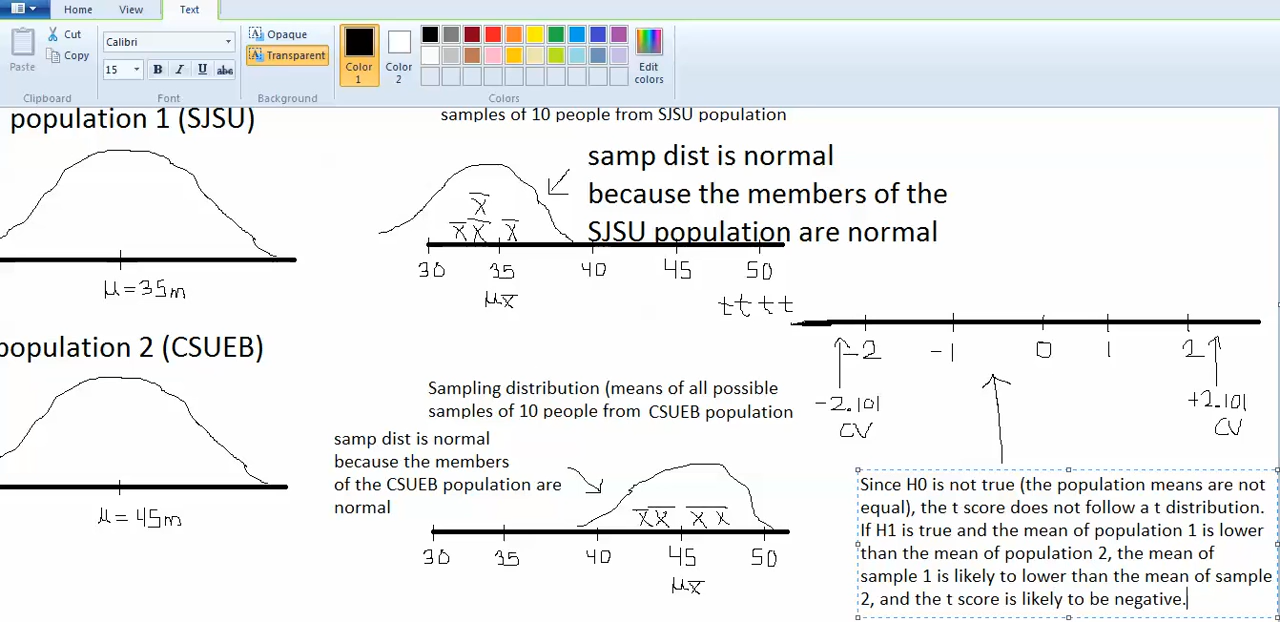 Home View Text
Cut
Copy
Paste
Clipboard
Calibri
15 B I U abc
Font
Opaque
Transparent
Background
Color 1
Color 2
Edit colors
Colors
population 1 (SJSU)
μ = 35m
samples of 10 people from SJSU population
samp dist is normal
because the members of the
SJSU population are normal
x̄
x̄ x̄ x̄
30 35 40 45 50
μx̄
t t t t
population 2 (CSUEB)
μ = 45m
Sampling distribution (means of all possible
samples of 10 people from CSUEB population
samp dist is normal
because the members
of the CSUEB population are
normal
x̄ x̄ x̄ x̄
30 35 40 45 50
μx̄
-2 -1 0 1 2
-2.101
CV
+2.101
CV
Since H0 is not true (the population means are not
equal), the t score does not follow a t distribution.
If H1 is true and the mean of population 1 is lower
than the mean of population 2, the mean of
sample 1 is likely to lower than the mean of sample
2, and the t score is likely to be negative.